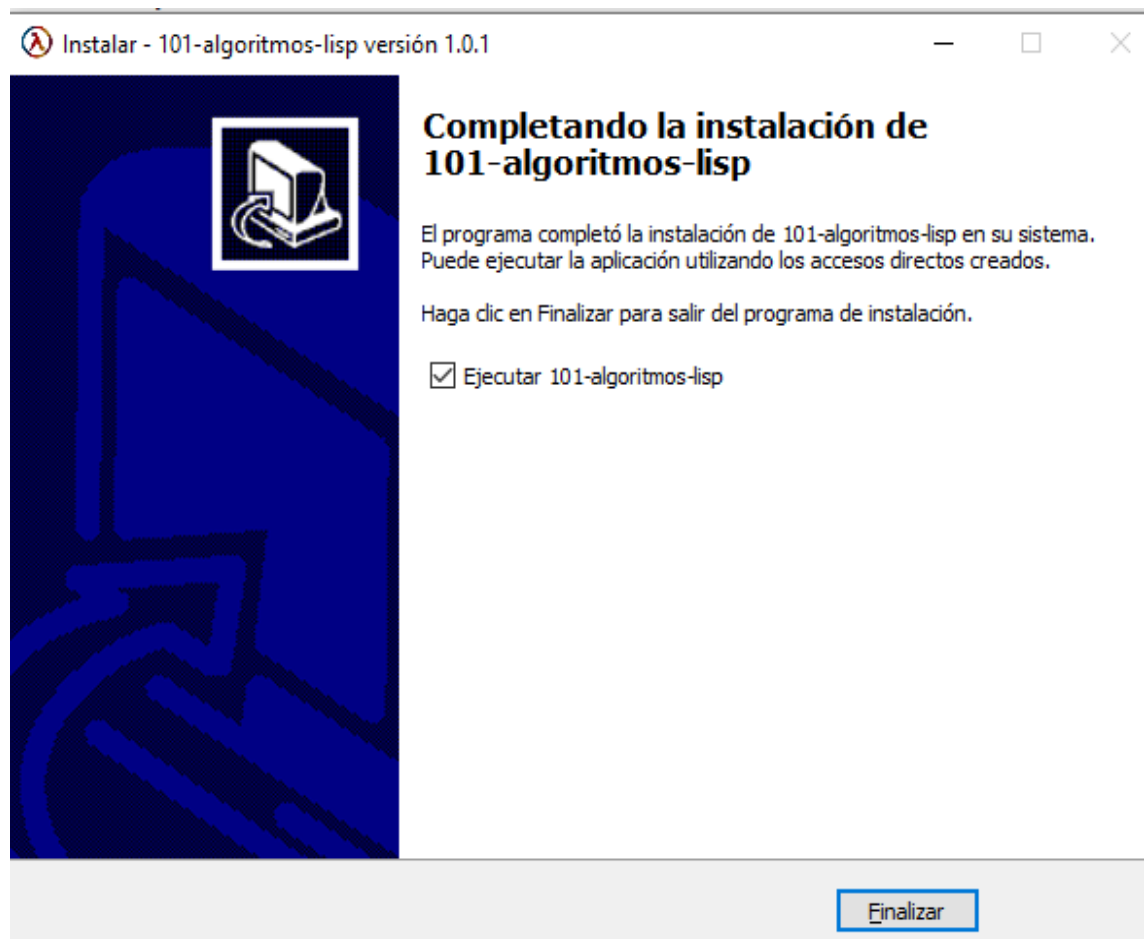 Instalar - 101-algoritmos-lisp versión 1.0.1
Completando la instalación de
101-algoritmos-lisp
El programa completó la instalación de 101-algoritmos-lisp en su sistema.
Puede ejecutar la aplicación utilizando los accesos directos creados.
Haga clic en Finalizar para salir del programa de instalación.
Ejecutar 101-algoritmos-lisp
Finalizar